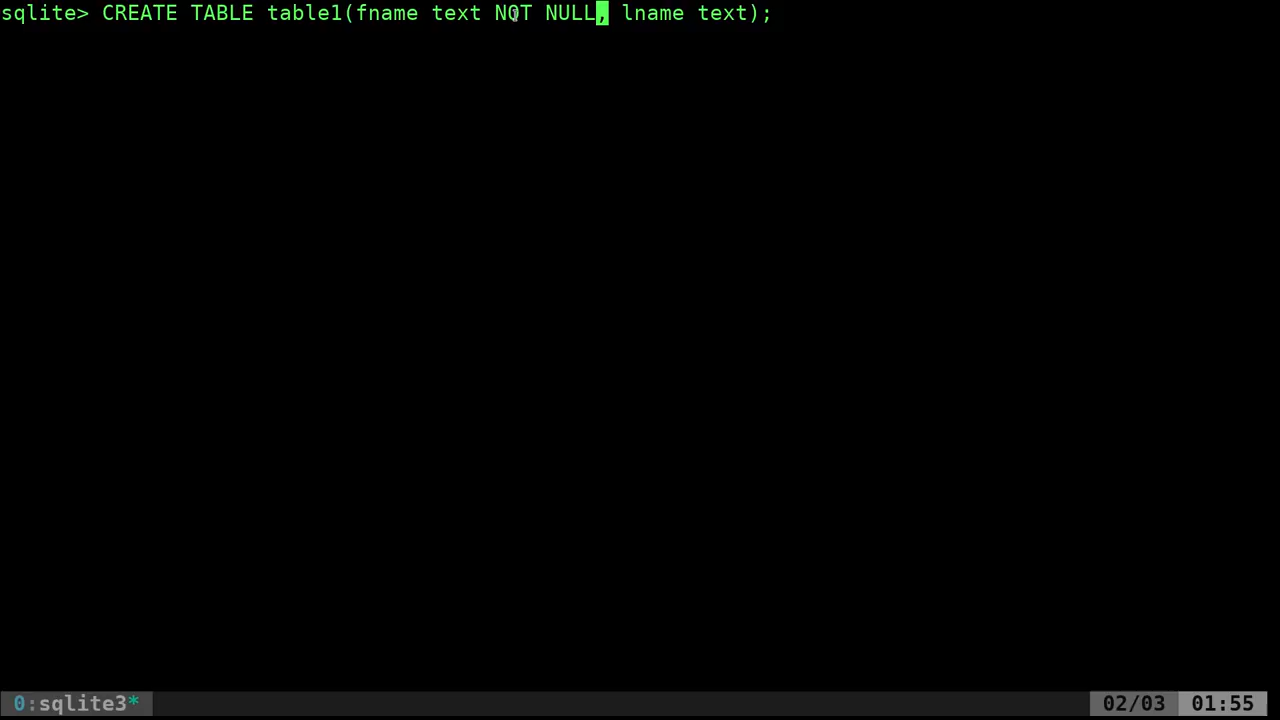 sqlite> CREATE TABLE table1(fname text NOT NULL, lname text);
0:sqlite3* 02/03 01:55